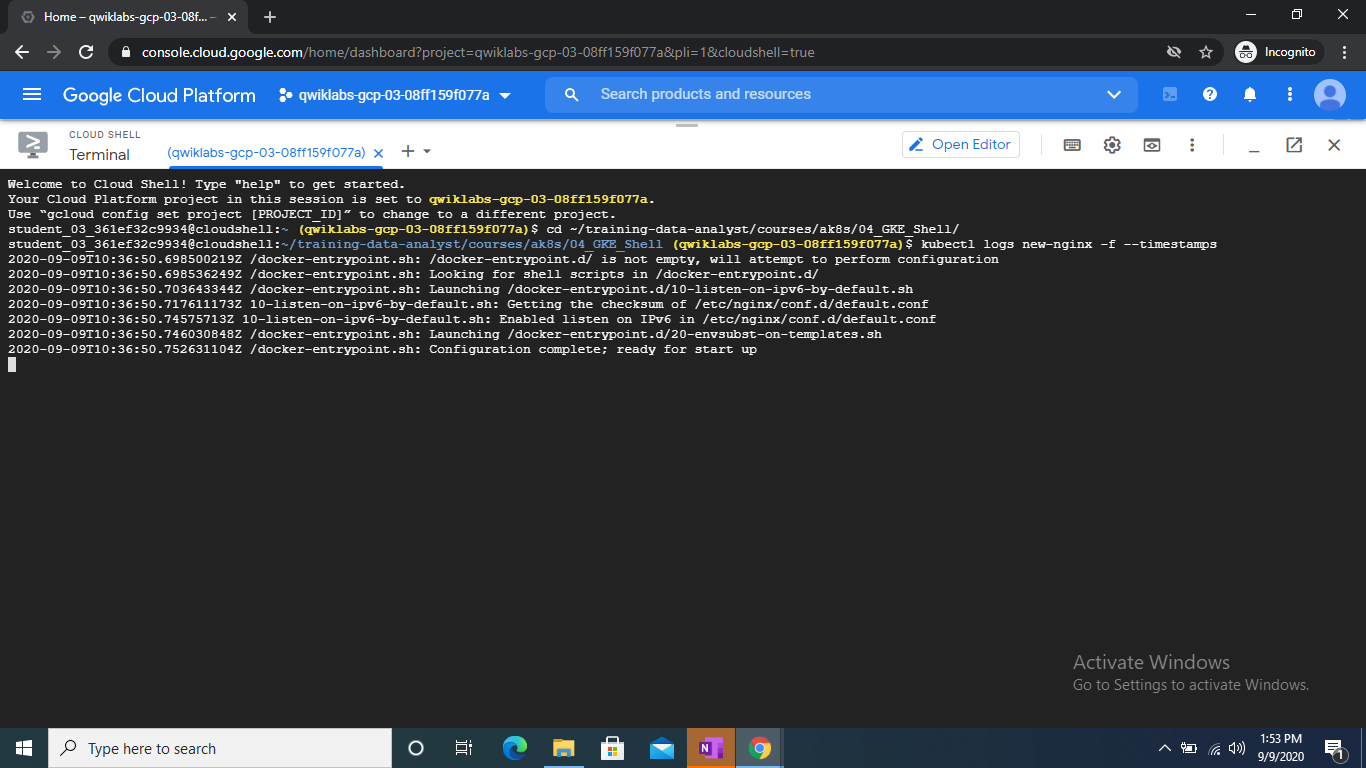 Home – qwiklabs-gcp-03-08f... –
console.cloud.google.com/home/dashboard?project=qwiklabs-gcp-03-08ff159f077a&pli=1&cloudshell=true
Incognito
Google Cloud Platform
qwiklabs-gcp-03-08ff159f077a
Search products and resources
CLOUD SHELL
Terminal
(qwiklabs-gcp-03-08ff159f077a)
Open Editor
Welcome to Cloud Shell! Type "help" to get started.
Your Cloud Platform project in this session is set to qwiklabs-gcp-03-08ff159f077a.
Use “gcloud config set project [PROJECT_ID]” to change to a different project.
student_03_361ef32c9934@cloudshell:~ (qwiklabs-gcp-03-08ff159f077a)$ cd ~/training-data-analyst/courses/ak8s/04_GKE_Shell/
student_03_361ef32c9934@cloudshell:~/training-data-analyst/courses/ak8s/04_GKE_Shell (qwiklabs-gcp-03-08ff159f077a)$ kubectl logs new-nginx -f --timestamps
2020-09-09T10:36:50.698500219Z /docker-entrypoint.sh: /docker-entrypoint.d/ is not empty, will attempt to perform configuration
2020-09-09T10:36:50.698536249Z /docker-entrypoint.sh: Looking for shell scripts in /docker-entrypoint.d/
2020-09-09T10:36:50.703643344Z /docker-entrypoint.sh: Launching /docker-entrypoint.d/10-listen-on-ipv6-by-default.sh
2020-09-09T10:36:50.717611173Z 10-listen-on-ipv6-by-default.sh: Getting the checksum of /etc/nginx/conf.d/default.conf
2020-09-09T10:36:50.74575713Z 10-listen-on-ipv6-by-default.sh: Enabled listen on IPv6 in /etc/nginx/conf.d/default.conf
2020-09-09T10:36:50.746030848Z /docker-entrypoint.sh: Launching /docker-entrypoint.d/20-envsubst-on-templates.sh
2020-09-09T10:36:50.752631104Z /docker-entrypoint.sh: Configuration complete; ready for start up
Activate Windows
Go to Settings to activate Windows.
Type here to search
1:53 PM
9/9/2020
1